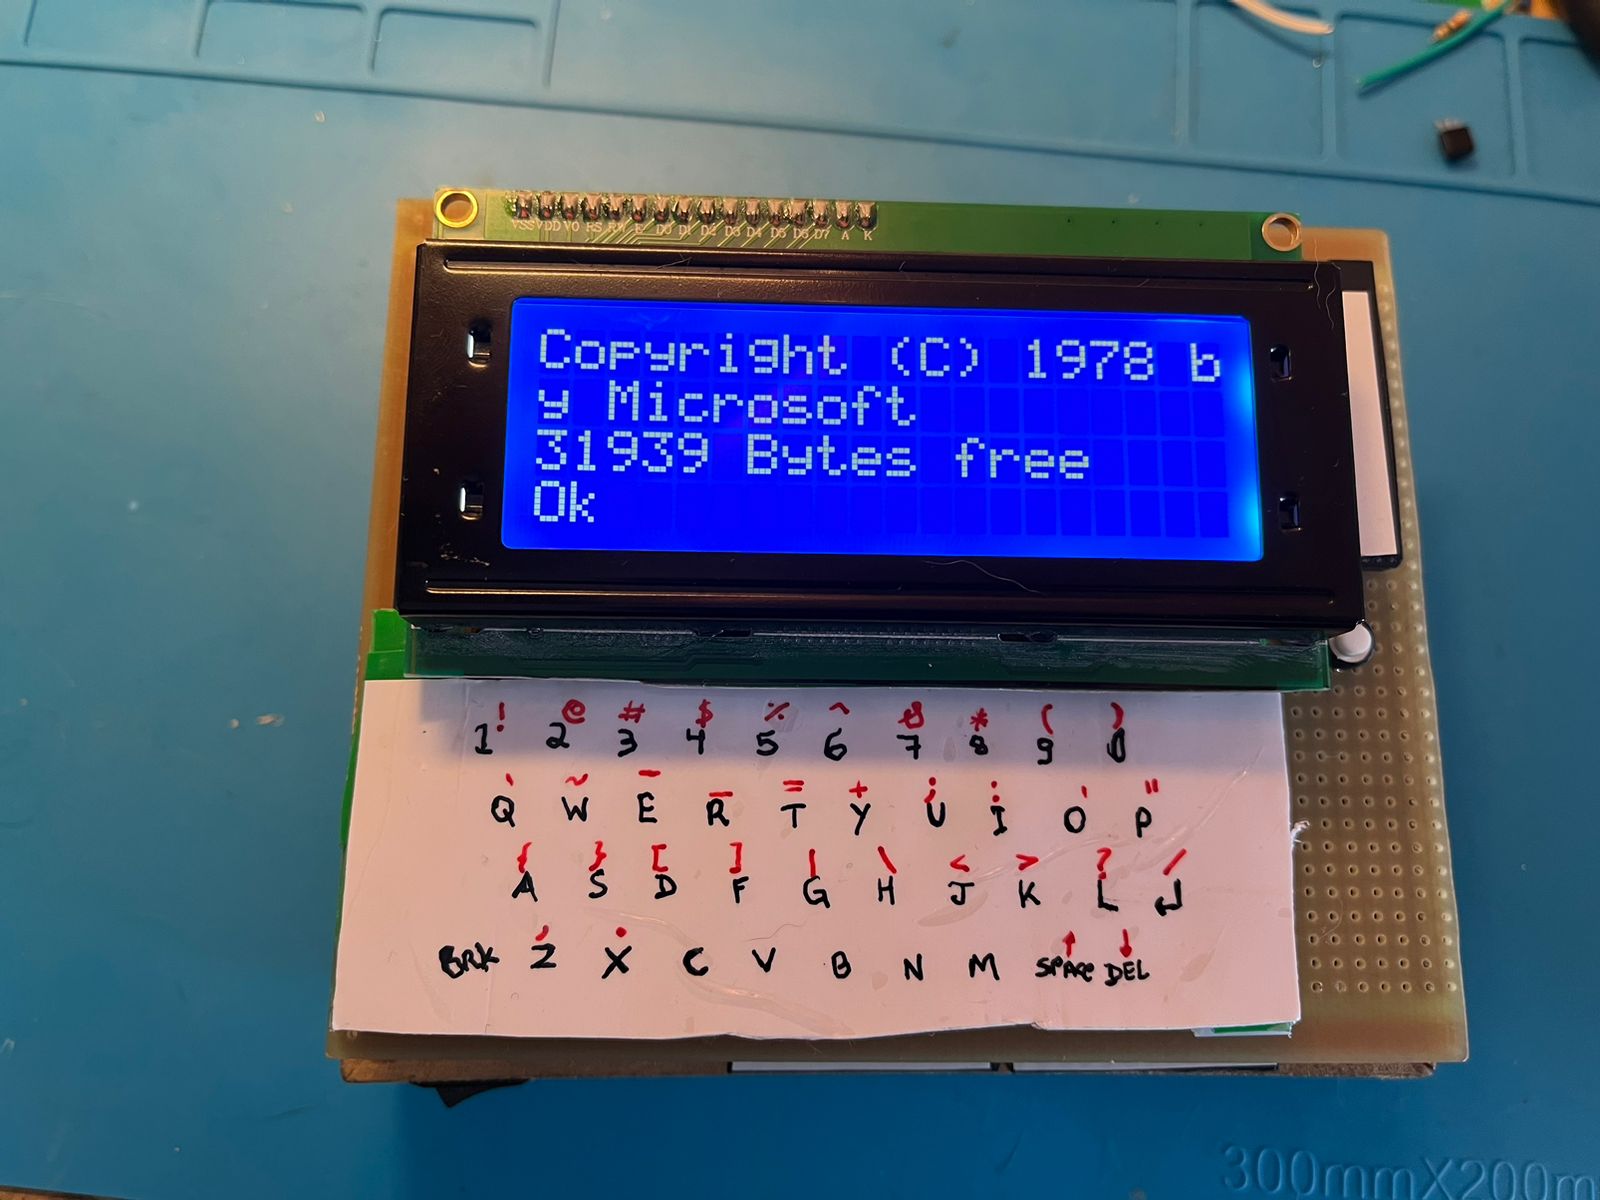 VSS VDD VO RS RW E D0 D1 D2 D3 D4 D5 D6 D7 A K
Copyright (C) 1978 b
y Microsoft
31939 Bytes free
Ok
! @ # $ % ^ & * ( )
1 2 3 4 5 6 7 8 9 0
` ~ - _ = + ; : ' "
Q W E R T Y U I O P
{ } [ ] | \ < > ? /
A S D F G H J K L ↵
, . ↑ ↓
BRK Z X C V B N M SPACE DEL
300mmX200m